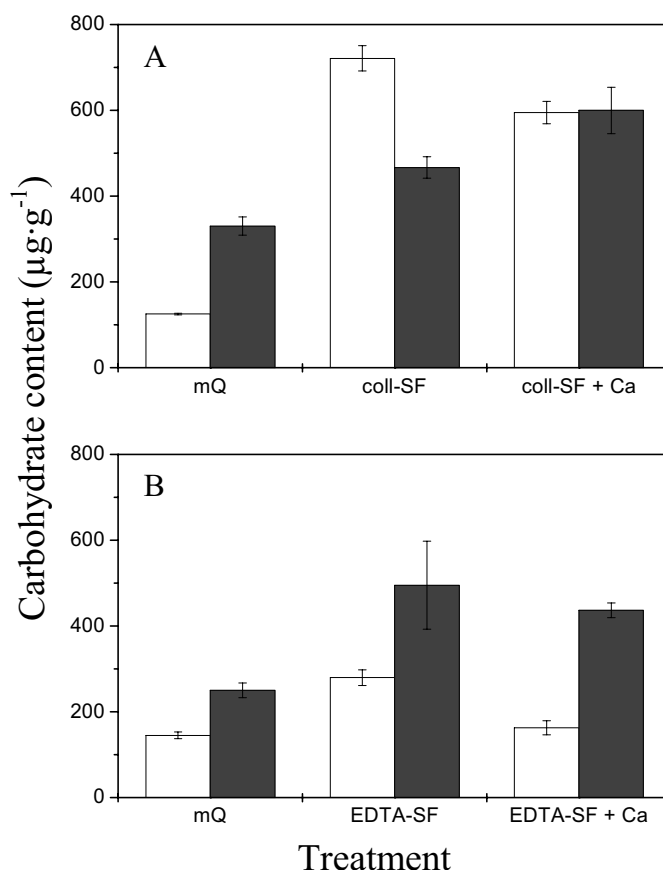 Carbohydrate content (µg·g⁻¹)
A
800
600
400
200
0
mQ coll-SF coll-SF + Ca
B
800
600
400
200
0
mQ EDTA-SF EDTA-SF + Ca
Treatment